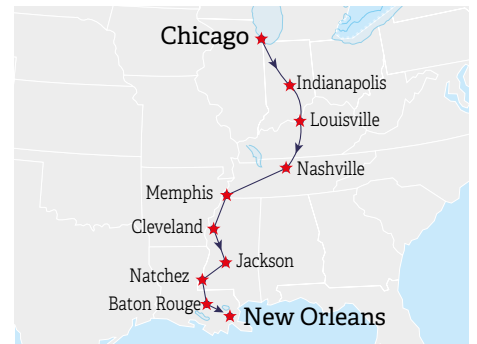 Chicago
Indianapolis
Louisville
Nashville
Memphis
Cleveland
Jackson
Natchez
Baton Rouge
New Orleans